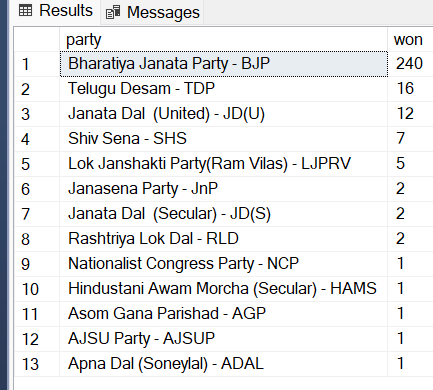 Results Messages
party won
1 Bharatiya Janata Party - BJP 240
2 Telugu Desam - TDP 16
3 Janata Dal  (United) - JD(U) 12
4 Shiv Sena - SHS 7
5 Lok Janshakti Party(Ram Vilas) - LJPRV 5
6 Janasena Party - JnP 2
7 Janata Dal  (Secular) - JD(S) 2
8 Rashtriya Lok Dal - RLD 2
9 Nationalist Congress Party - NCP 1
10 Hindustani Awam Morcha (Secular) - HAMS 1
11 Asom Gana Parishad - AGP 1
12 AJSU Party - AJSUP 1
13 Apna Dal (Soneylal) - ADAL 1